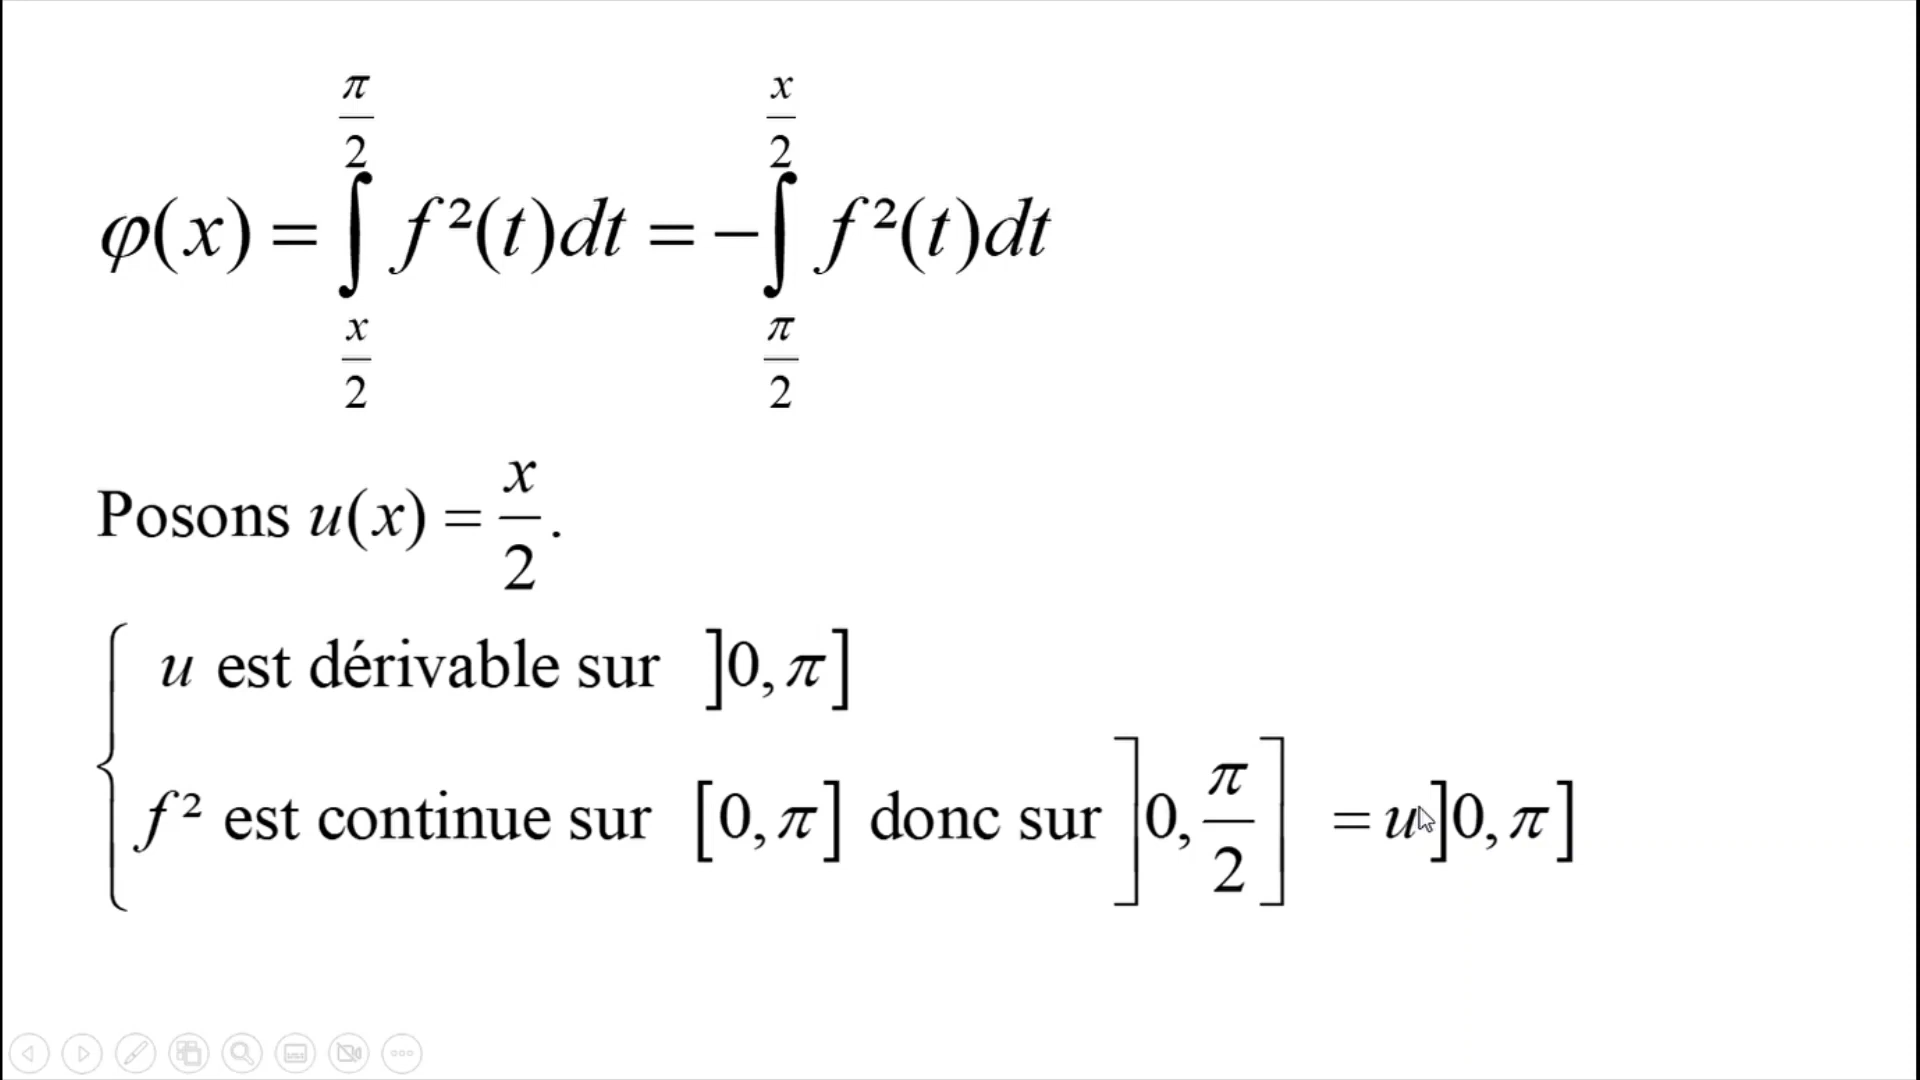 φ(x) = ∫_{x/2}^{π/2} f²(t)dt = −∫_{π/2}^{x/2} f²(t)dt
Posons u(x) = x/2.
u est dérivable sur ]0, π]
f² est continue sur [0, π] donc sur ]0, π/2] = u]0, π]